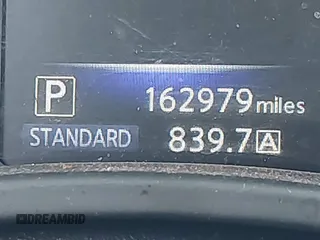 P 162979 miles
STANDARD 839.7 A
DREAMBID